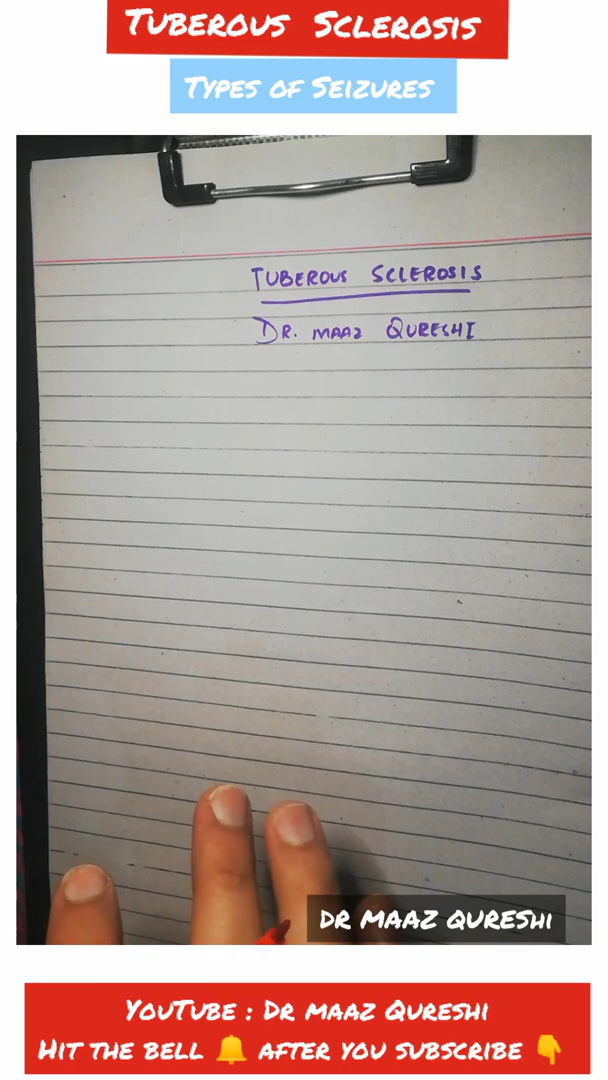 TUBEROUS SCLEROSIS
TYPES OF SEIZURES
TUBEROUS SCLEROSIS
DR. MAAZ QURESHI
DR MAAZ QURESHI
YOUTUBE : DR MAAZ QURESHI
HIT THE BELL 🔔 AFTER YOU SUBSCRIBE 👇